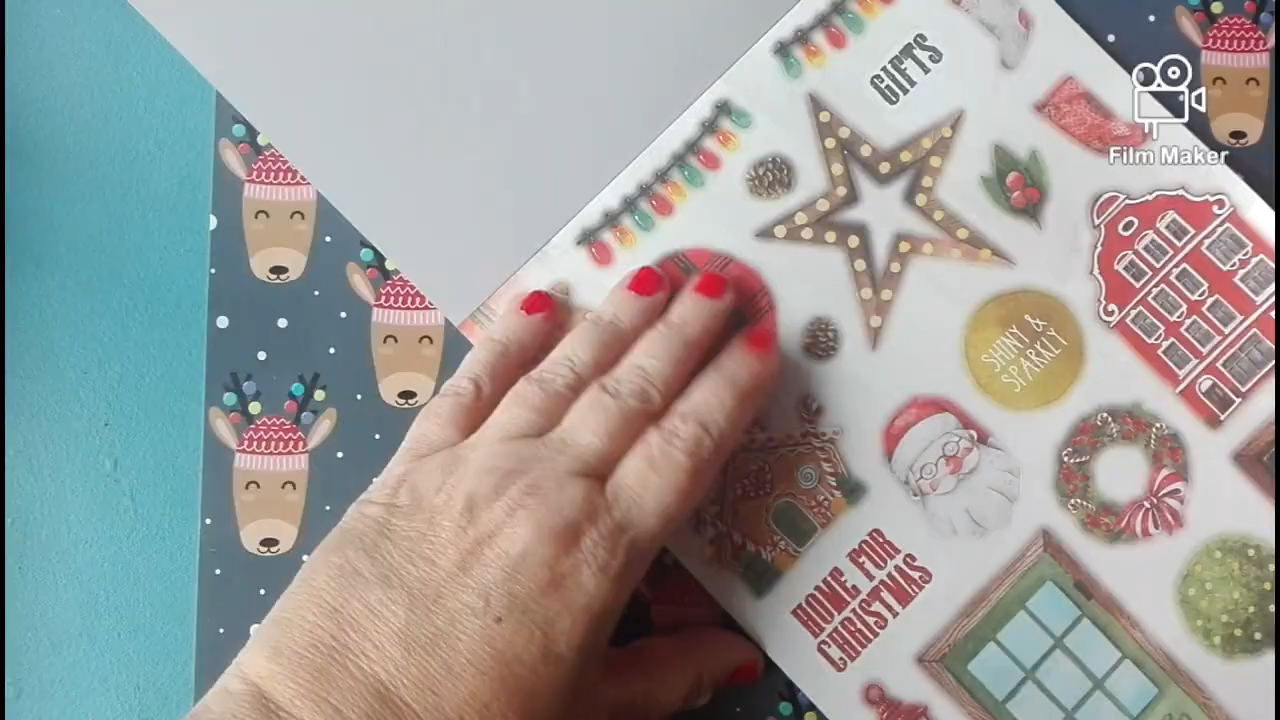 GIFTS
Film Maker
SHINY &
SPARKLY
HOME FOR
CHRISTMAS